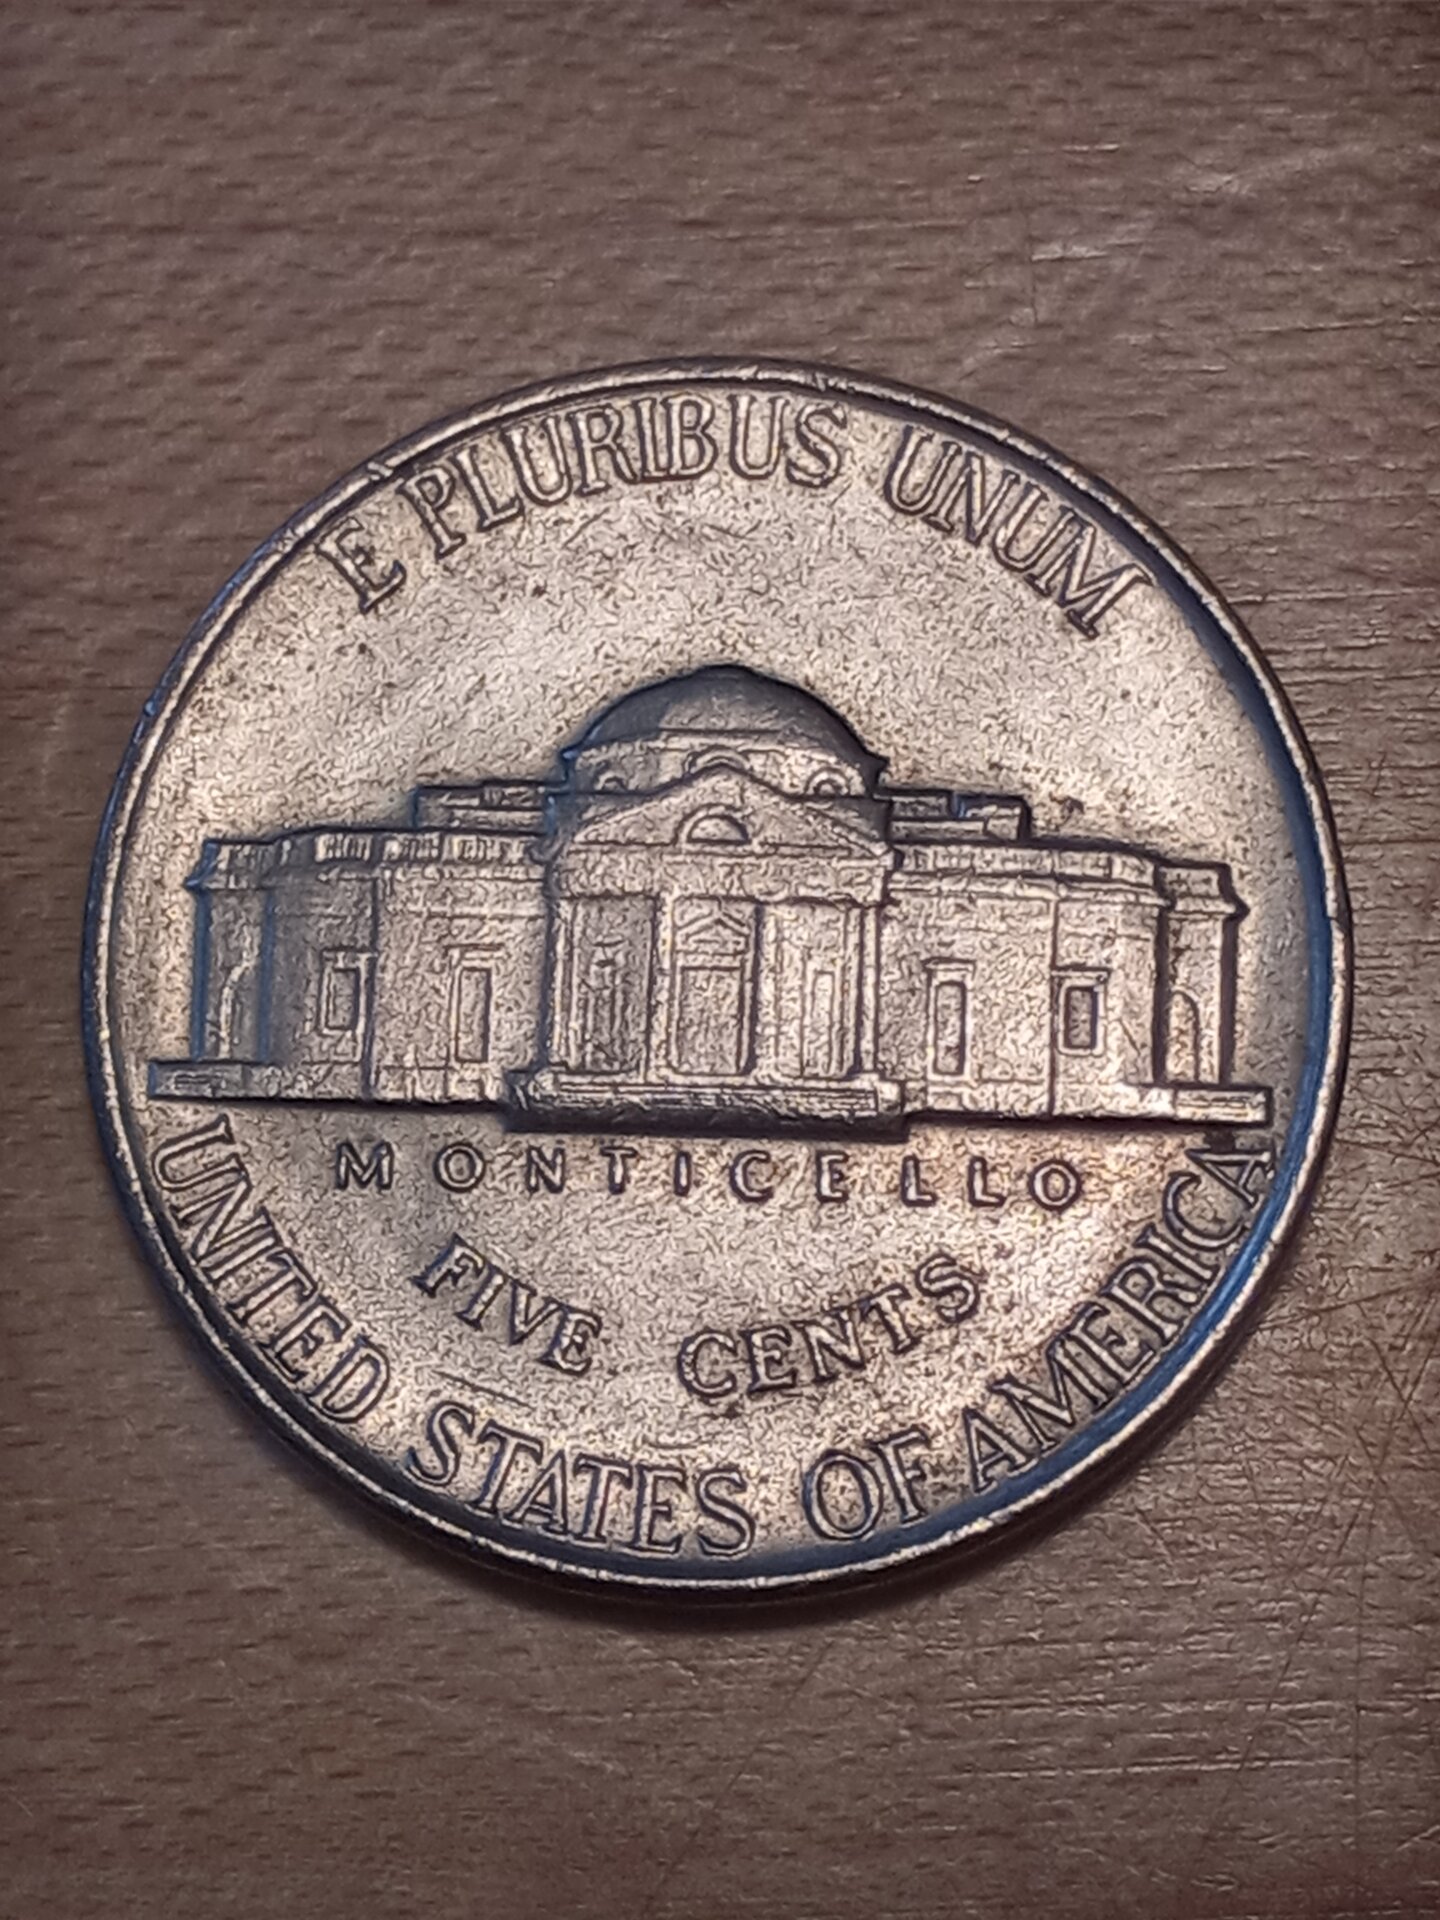 E PLURIBUS UNUM
MONTICELLO
FIVE CENTS
UNITED STATES OF AMERICA